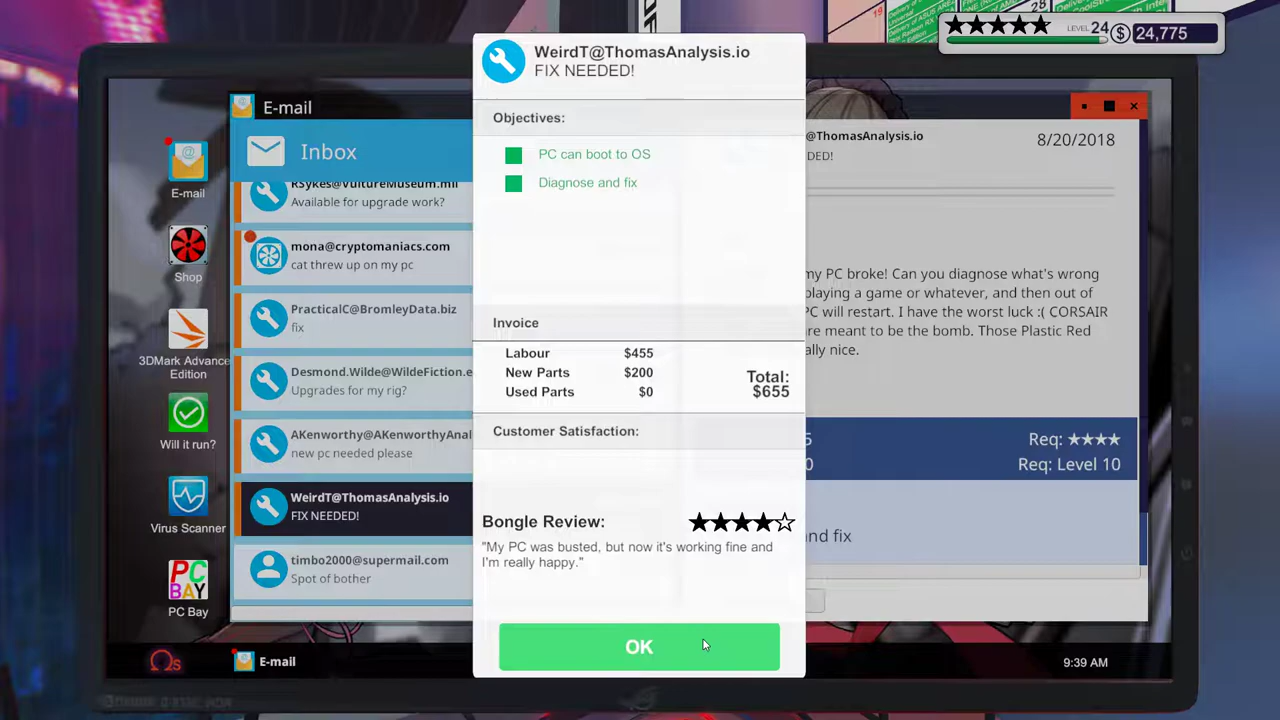 LEVEL 24 $ 24,775
WeirdT@ThomasAnalysis.io
FIX NEEDED!
Objectives:
PC can boot to OS
Diagnose and fix
Invoice
Labour $455
New Parts $200
Used Parts $0
Total:
$655
Customer Satisfaction:
Bongle Review: ★★★★☆
"My PC was busted, but now it's working fine and
I'm really happy."
OK
E-mail
Shop
3DMark Advance
Edition
Will it run?
Virus Scanner
PC
BAY
PC Bay
E-mail
Inbox
RSykes@VultureMuseum.mil
Available for upgrade work?
mona@cryptomaniacs.com
cat threw up on my pc
PracticalC@BromleyData.biz
fix
Desmond.Wilde@WildeFiction.e
Upgrades for my rig?
AKenworthy@AKenworthyAnal
new pc needed please
WeirdT@ThomasAnalysis.io
FIX NEEDED!
timbo2000@supermail.com
Spot of bother
@ThomasAnalysis.io
DED!
8/20/2018
my PC broke! Can you diagnose what's wrong
playing a game or whatever, and then out of
PC will restart. I have the worst luck :( CORSAIR
re meant to be the bomb. Those Plastic Red
ally nice.
Req: ★★★★
Req: Level 10
nd fix
Ωs
E-mail
9:39 AM